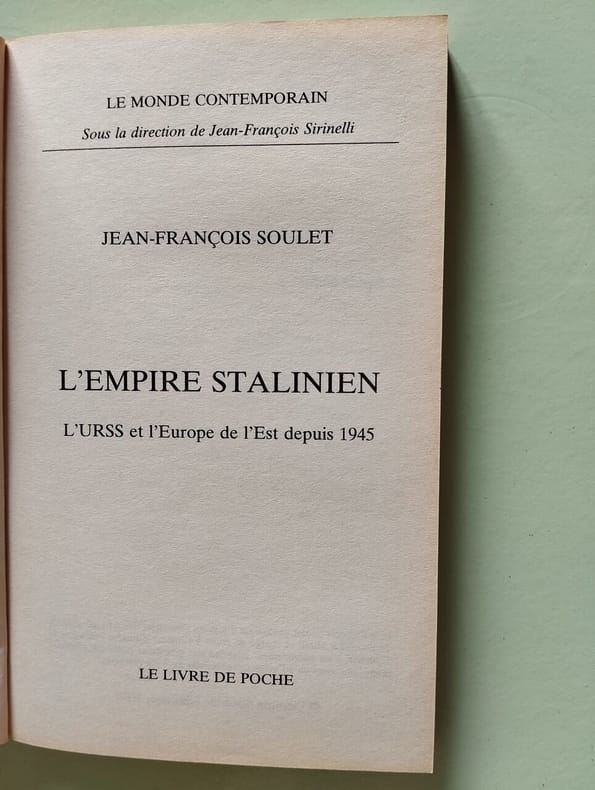 LE MONDE CONTEMPORAIN
Sous la direction de Jean-François Sirinelli
JEAN-FRANÇOIS SOULET
L'EMPIRE STALINIEN
L'URSS et l'Europe de l'Est depuis 1945
LE LIVRE DE POCHE